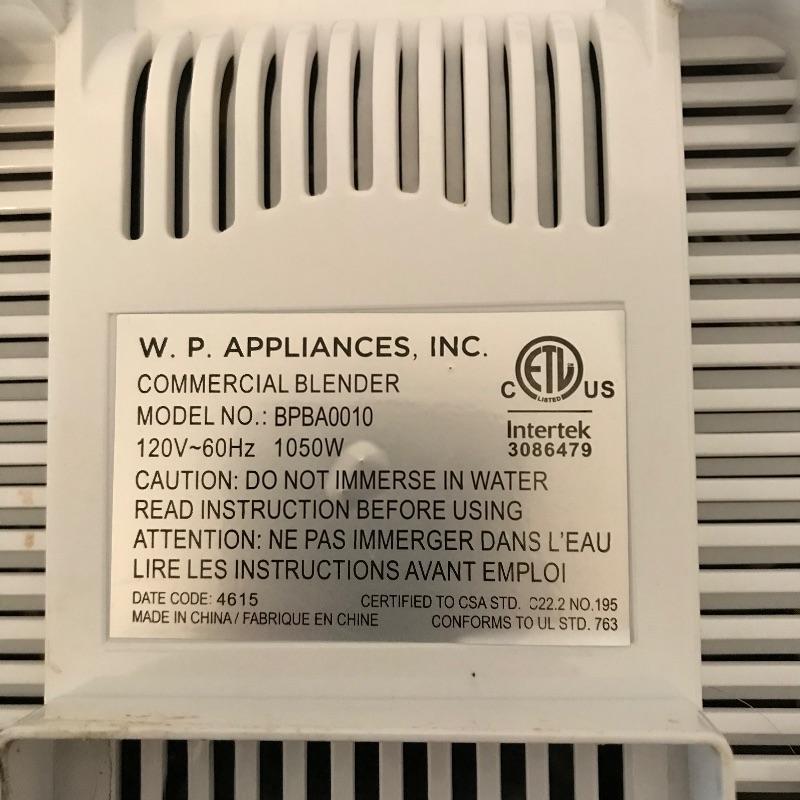 W. P. APPLIANCES, INC.
COMMERCIAL BLENDER
MODEL NO.: BPBA0010
120V~60Hz 1050W
C ETL US
LISTED
Intertek
3086479
CAUTION: DO NOT IMMERSE IN WATER
READ INSTRUCTION BEFORE USING
ATTENTION: NE PAS IMMERGER DANS L'EAU
LIRE LES INSTRUCTIONS AVANT EMPLOI
DATE CODE: 4615 CERTIFIED TO CSA STD. C22.2 NO.195
MADE IN CHINA / FABRIQUE EN CHINE CONFORMS TO UL STD. 763